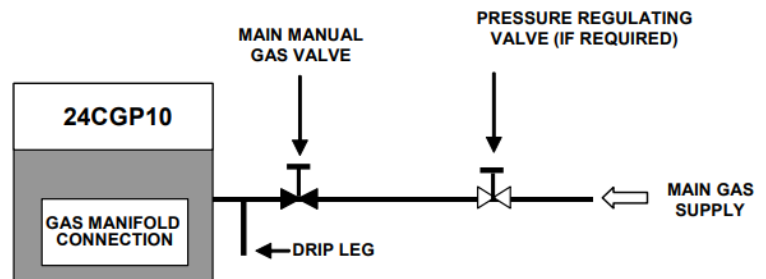 PRESSURE REGULATING
VALVE (IF REQUIRED)
MAIN MANUAL
GAS VALVE
24CGP10
MAIN GAS
SUPPLY
GAS MANIFOLD
CONNECTION
DRIP LEG